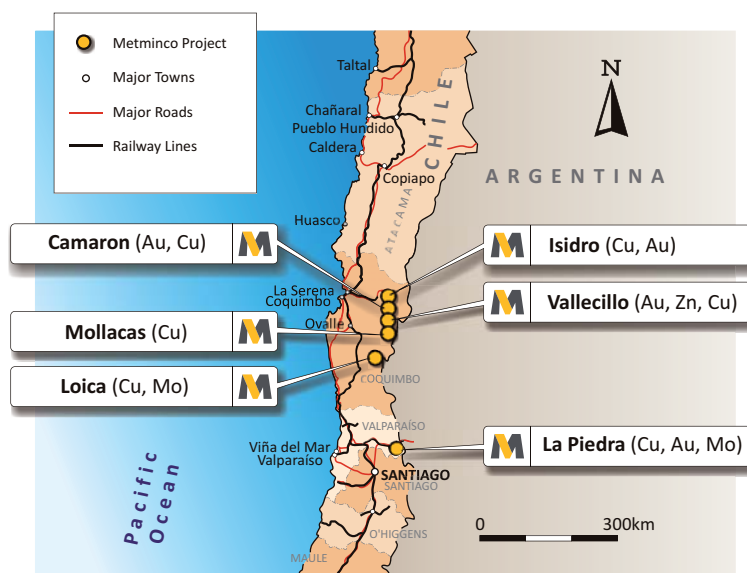 Metminco Project
Major Towns
Major Roads
Railway Lines
Taltal
Chañaral
Pueblo Hundido
Caldera
Copiapo
Huasco
CHILE
ATACAMA
ARGENTINA
N
Camaron (Au, Cu)
Isidro (Cu, Au)
La Serena
Coquimbo
Vallecillo (Au, Zn, Cu)
Mollacas (Cu)
Ovalle
Loica (Cu, Mo)
COQUIMBO
VALPARAÍSO
La Piedra (Cu, Au, Mo)
Viña del Mar
Valparaíso
SANTIAGO
SANTIAGO
Pacific
Ocean
0 300km
O'HIGGENS
MAULE